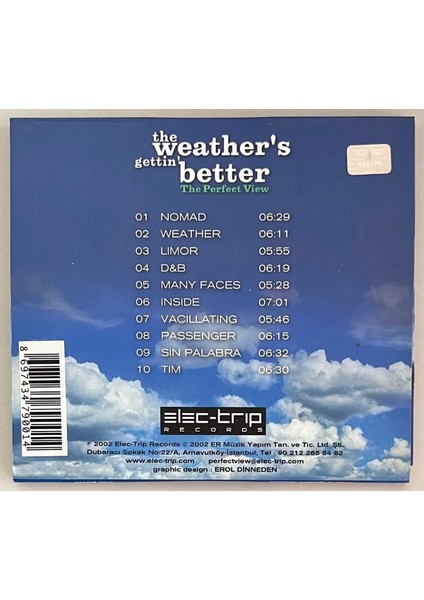 the
weather's
gettin'
better
The Perfect View
01 NOMAD 06:29
02 WEATHER 06:11
03 LIMOR 05:55
04 D&B 06:19
05 MANY FACES 05:28
06 INSIDE 07:01
07 VACILLATING 05:46
08 PASSENGER 06:15
09 SIN PALABRA 06:32
10 TIM 06:30
elec-trip
RECORDS
℗ 2002 Elec-Trip Records © 2002 ER Müzik Yapım Tan. ve Tic. Ltd. Şti.
Dubaracı Sokak No:22/A, Arnavutköy-İstanbul, Tel : 90 212 265 84 82
www.elec-trip.com perfectview@elec-trip.com
graphic design : EROL DİNNEDEN
8 697434 790014